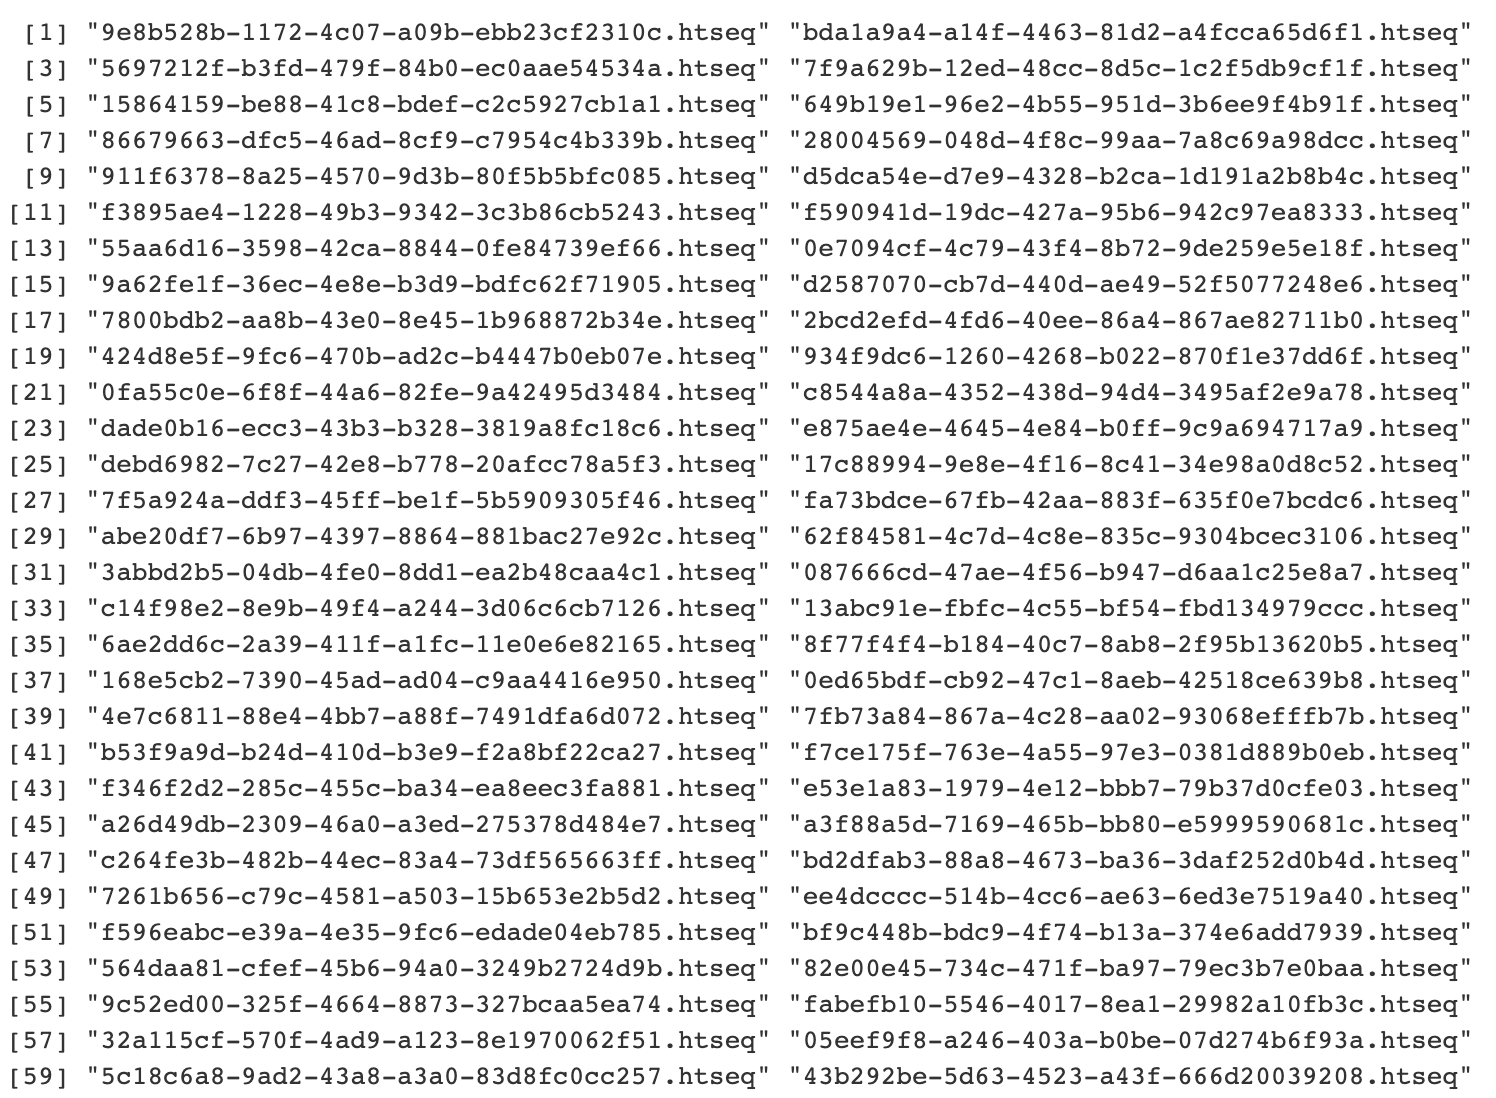 [1] "9e8b528b-1172-4c07-a09b-ebb23cf2310c.htseq" "bda1a9a4-a14f-4463-81d2-a4fcca65d6f1.htseq"
[3] "5697212f-b3fd-479f-84b0-ec0aae54534a.htseq" "7f9a629b-12ed-48cc-8d5c-1c2f5db9cf1f.htseq"
[5] "15864159-be88-41c8-bdef-c2c5927cb1a1.htseq" "649b19e1-96e2-4b55-951d-3b6ee9f4b91f.htseq"
[7] "86679663-dfc5-46ad-8cf9-c7954c4b339b.htseq" "28004569-048d-4f8c-99aa-7a8c69a98dcc.htseq"
[9] "911f6378-8a25-4570-9d3b-80f5b5bfc085.htseq" "d5dca54e-d7e9-4328-b2ca-1d191a2b8b4c.htseq"
[11] "f3895ae4-1228-49b3-9342-3c3b86cb5243.htseq" "f590941d-19dc-427a-95b6-942c97ea8333.htseq"
[13] "55aa6d16-3598-42ca-8844-0fe84739ef66.htseq" "0e7094cf-4c79-43f4-8b72-9de259e5e18f.htseq"
[15] "9a62fe1f-36ec-4e8e-b3d9-bdfc62f71905.htseq" "d2587070-cb7d-440d-ae49-52f5077248e6.htseq"
[17] "7800bdb2-aa8b-43e0-8e45-1b968872b34e.htseq" "2bcd2efd-4fd6-40ee-86a4-867ae82711b0.htseq"
[19] "424d8e5f-9fc6-470b-ad2c-b4447b0eb07e.htseq" "934f9dc6-1260-4268-b022-870f1e37dd6f.htseq"
[21] "0fa55c0e-6f8f-44a6-82fe-9a42495d3484.htseq" "c8544a8a-4352-438d-94d4-3495af2e9a78.htseq"
[23] "dade0b16-ecc3-43b3-b328-3819a8fc18c6.htseq" "e875ae4e-4645-4e84-b0ff-9c9a694717a9.htseq"
[25] "debd6982-7c27-42e8-b778-20afcc78a5f3.htseq" "17c88994-9e8e-4f16-8c41-34e98a0d8c52.htseq"
[27] "7f5a924a-ddf3-45ff-be1f-5b5909305f46.htseq" "fa73bdce-67fb-42aa-883f-635f0e7bcdc6.htseq"
[29] "abe20df7-6b97-4397-8864-881bac27e92c.htseq" "62f84581-4c7d-4c8e-835c-9304bcec3106.htseq"
[31] "3abbd2b5-04db-4fe0-8dd1-ea2b48caa4c1.htseq" "087666cd-47ae-4f56-b947-d6aa1c25e8a7.htseq"
[33] "c14f98e2-8e9b-49f4-a244-3d06c6cb7126.htseq" "13abc91e-fbfc-4c55-bf54-fbd134979ccc.htseq"
[35] "6ae2dd6c-2a39-411f-a1fc-11e0e6e82165.htseq" "8f77f4f4-b184-40c7-8ab8-2f95b13620b5.htseq"
[37] "168e5cb2-7390-45ad-ad04-c9aa4416e950.htseq" "0ed65bdf-cb92-47c1-8aeb-42518ce639b8.htseq"
[39] "4e7c6811-88e4-4bb7-a88f-7491dfa6d072.htseq" "7fb73a84-867a-4c28-aa02-93068efffb7b.htseq"
[41] "b53f9a9d-b24d-410d-b3e9-f2a8bf22ca27.htseq" "f7ce175f-763e-4a55-97e3-0381d889b0eb.htseq"
[43] "f346f2d2-285c-455c-ba34-ea8eec3fa881.htseq" "e53e1a83-1979-4e12-bbb7-79b37d0cfe03.htseq"
[45] "a26d49db-2309-46a0-a3ed-275378d484e7.htseq" "a3f88a5d-7169-465b-bb80-e5999590681c.htseq"
[47] "c264fe3b-482b-44ec-83a4-73df565663ff.htseq" "bd2dfab3-88a8-4673-ba36-3daf252d0b4d.htseq"
[49] "7261b656-c79c-4581-a503-15b653e2b5d2.htseq" "ee4dcccc-514b-4cc6-ae63-6ed3e7519a40.htseq"
[51] "f596eabc-e39a-4e35-9fc6-edade04eb785.htseq" "bf9c448b-bdc9-4f74-b13a-374e6add7939.htseq"
[53] "564daa81-cfef-45b6-94a0-3249b2724d9b.htseq" "82e00e45-734c-471f-ba97-79ec3b7e0baa.htseq"
[55] "9c52ed00-325f-4664-8873-327bcaa5ea74.htseq" "fabefb10-5546-4017-8ea1-29982a10fb3c.htseq"
[57] "32a115cf-570f-4ad9-a123-8e1970062f51.htseq" "05eef9f8-a246-403a-b0be-07d274b6f93a.htseq"
[59] "5c18c6a8-9ad2-43a8-a3a0-83d8fc0cc257.htseq" "43b292be-5d63-4523-a43f-666d20039208.htseq"